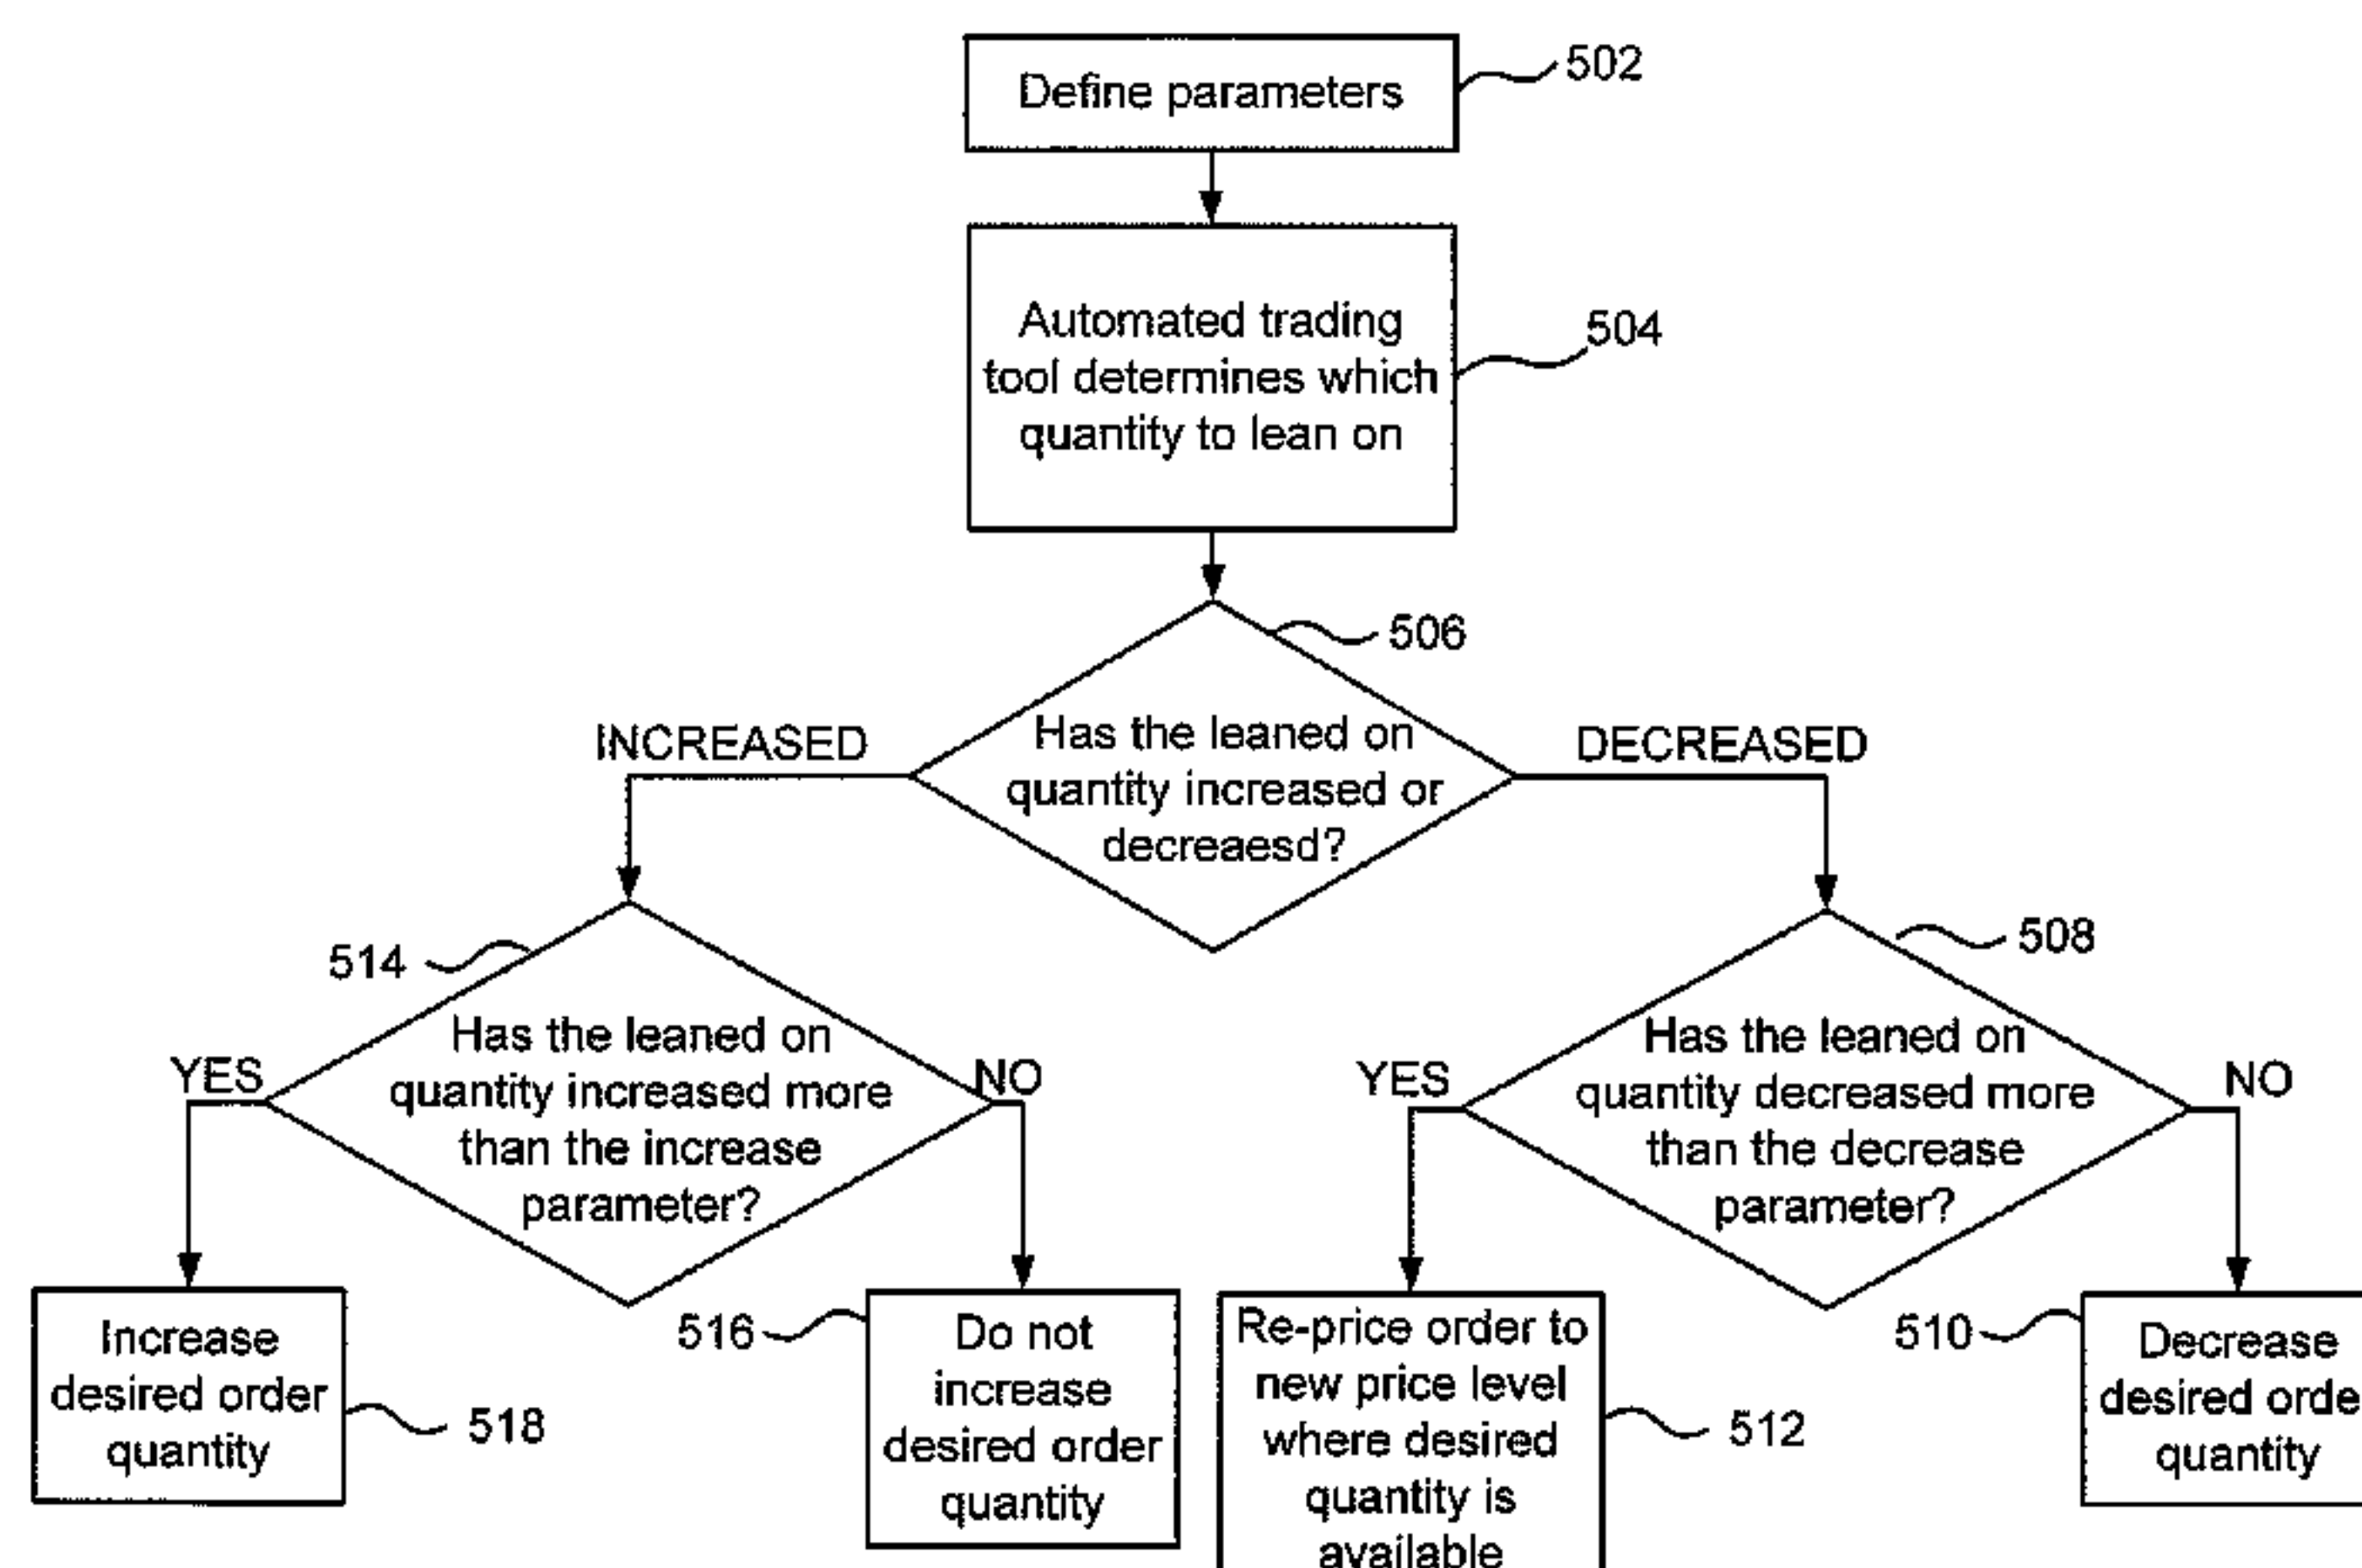 Define parameters
502
Automated trading
tool determines which
quantity to lean on
504
506
Has the leaned on
quantity increased or
decreaesd?
INCREASED
DECREASED
514
Has the leaned on
quantity increased more
than the increase
parameter?
YES
NO
508
Has the leaned on
quantity decreased more
than the decrease
parameter?
YES
NO
Increase
desired order
quantity
518
516
Do not
increase
desired order
quantity
Re-price order to
new price level
where desired
quantity is
available
512
510
Decrease
desired orde
quantity